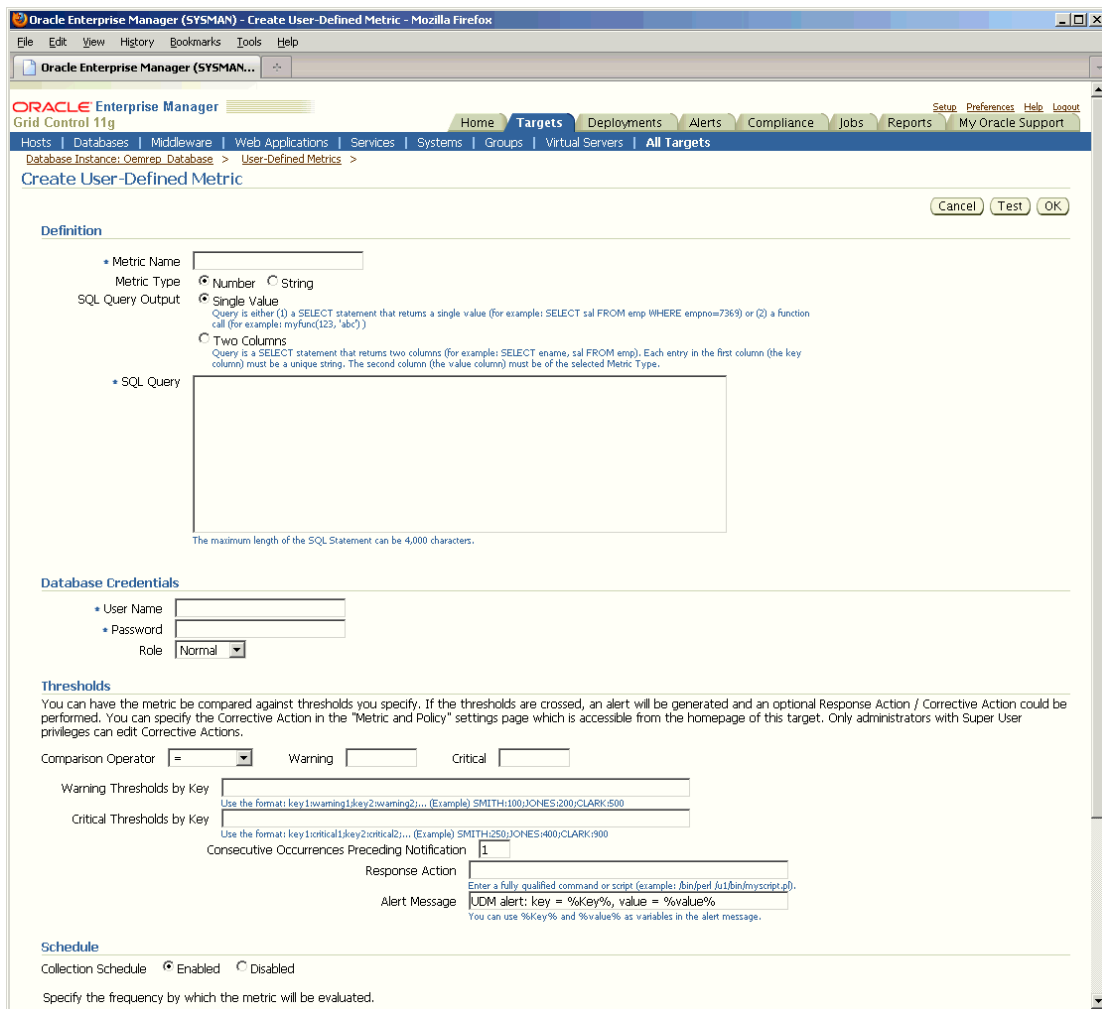 Oracle Enterprise Manager (SYSMAN) - Create User-Defined Metric - Mozilla Firefox
File Edit View History Bookmarks Tools Help
Oracle Enterprise Manager (SYSMAN...
ORACLE Enterprise Manager
Grid Control 11g
Setup Preferences Help Logout
Home Targets Deployments Alerts Compliance Jobs Reports My Oracle Support
Hosts | Databases | Middleware | Web Applications | Services | Systems | Groups | Virtual Servers | All Targets
Database Instance: Oemrep_Database > User-Defined Metrics >
Create User-Defined Metric
Cancel Test OK
Definition
* Metric Name
Metric Type Number String
SQL Query Output Single Value
Query is either (1) a SELECT statement that returns a single value (for example: SELECT sal FROM emp WHERE empno=7369) or (2) a function
call (for example: myfunc(123, 'abc') )
Two Columns
Query is a SELECT statement that returns two columns (for example: SELECT ename, sal FROM emp). Each entry in the first column (the key
column) must be a unique string. The second column (the value column) must be of the selected Metric Type.
* SQL Query
The maximum length of the SQL Statement can be 4,000 characters.
Database Credentials
* User Name
* Password
Role Normal
Thresholds
You can have the metric be compared against thresholds you specify. If the thresholds are crossed, an alert will be generated and an optional Response Action / Corrective Action could be
performed. You can specify the Corrective Action in the "Metric and Policy" settings page which is accessible from the homepage of this target. Only administrators with Super User
privileges can edit Corrective Actions.
Comparison Operator = Warning Critical
Warning Thresholds by Key
Use the format: key1:warning1;key2:warning2;... (Example) SMITH:100;JONES:200;CLARK:500
Critical Thresholds by Key
Use the format: key1:critical1;key2:critical2;... (Example) SMITH:250;JONES:400;CLARK:900
Consecutive Occurrences Preceding Notification 1
Response Action
Enter a fully qualified command or script (example: /bin/perl /u1/bin/myscript.pl).
Alert Message UDM alert: key = %Key%, value = %value%
You can use %Key% and %value% as variables in the alert message.
Schedule
Collection Schedule Enabled Disabled
Specify the frequency by which the metric will be evaluated.